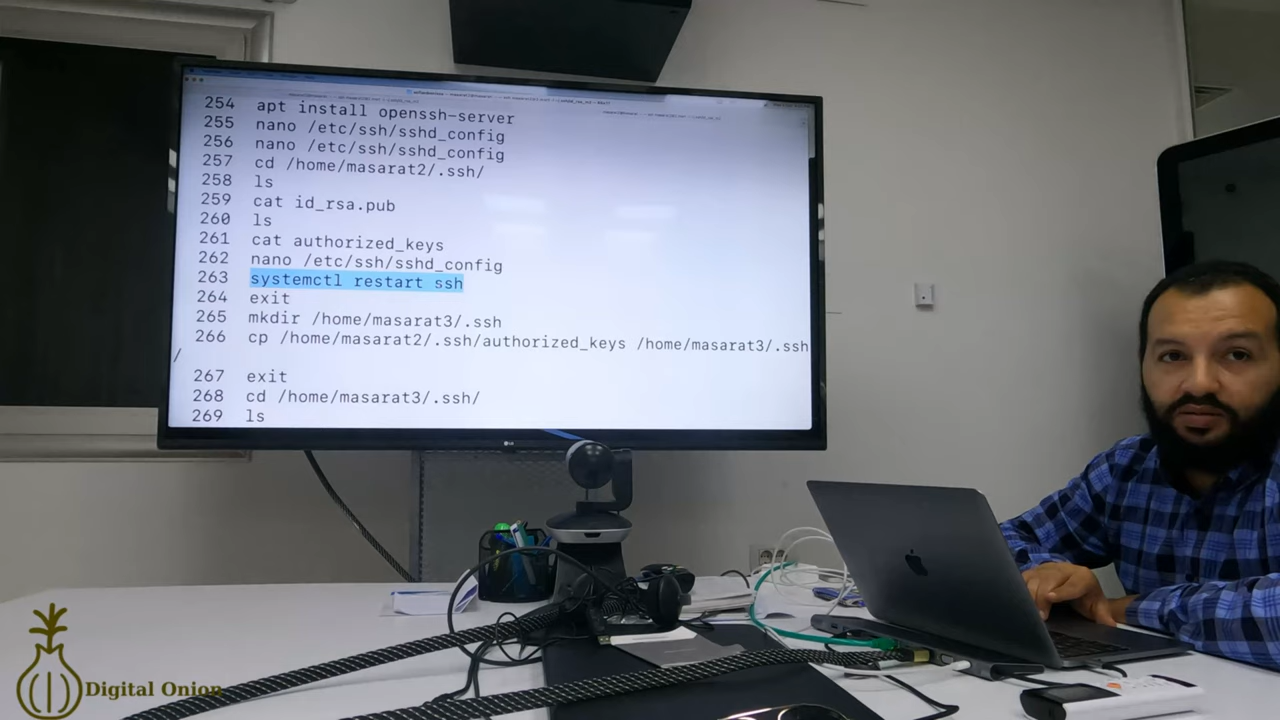 254 apt install openssh-server
255 nano /etc/ssh/sshd_config
256 nano /etc/ssh/sshd_config
257 cd /home/masarat2/.ssh/
258 ls
259 cat id_rsa.pub
260 ls
261 cat authorized_keys
262 nano /etc/ssh/sshd_config
263 systemctl restart ssh
264 exit
265 mkdir /home/masarat3/.ssh
266 cp /home/masarat2/.ssh/authorized_keys /home/masarat3/.ssh
/
267 exit
268 cd /home/masarat3/.ssh/
269 ls
LG
Digital Onion